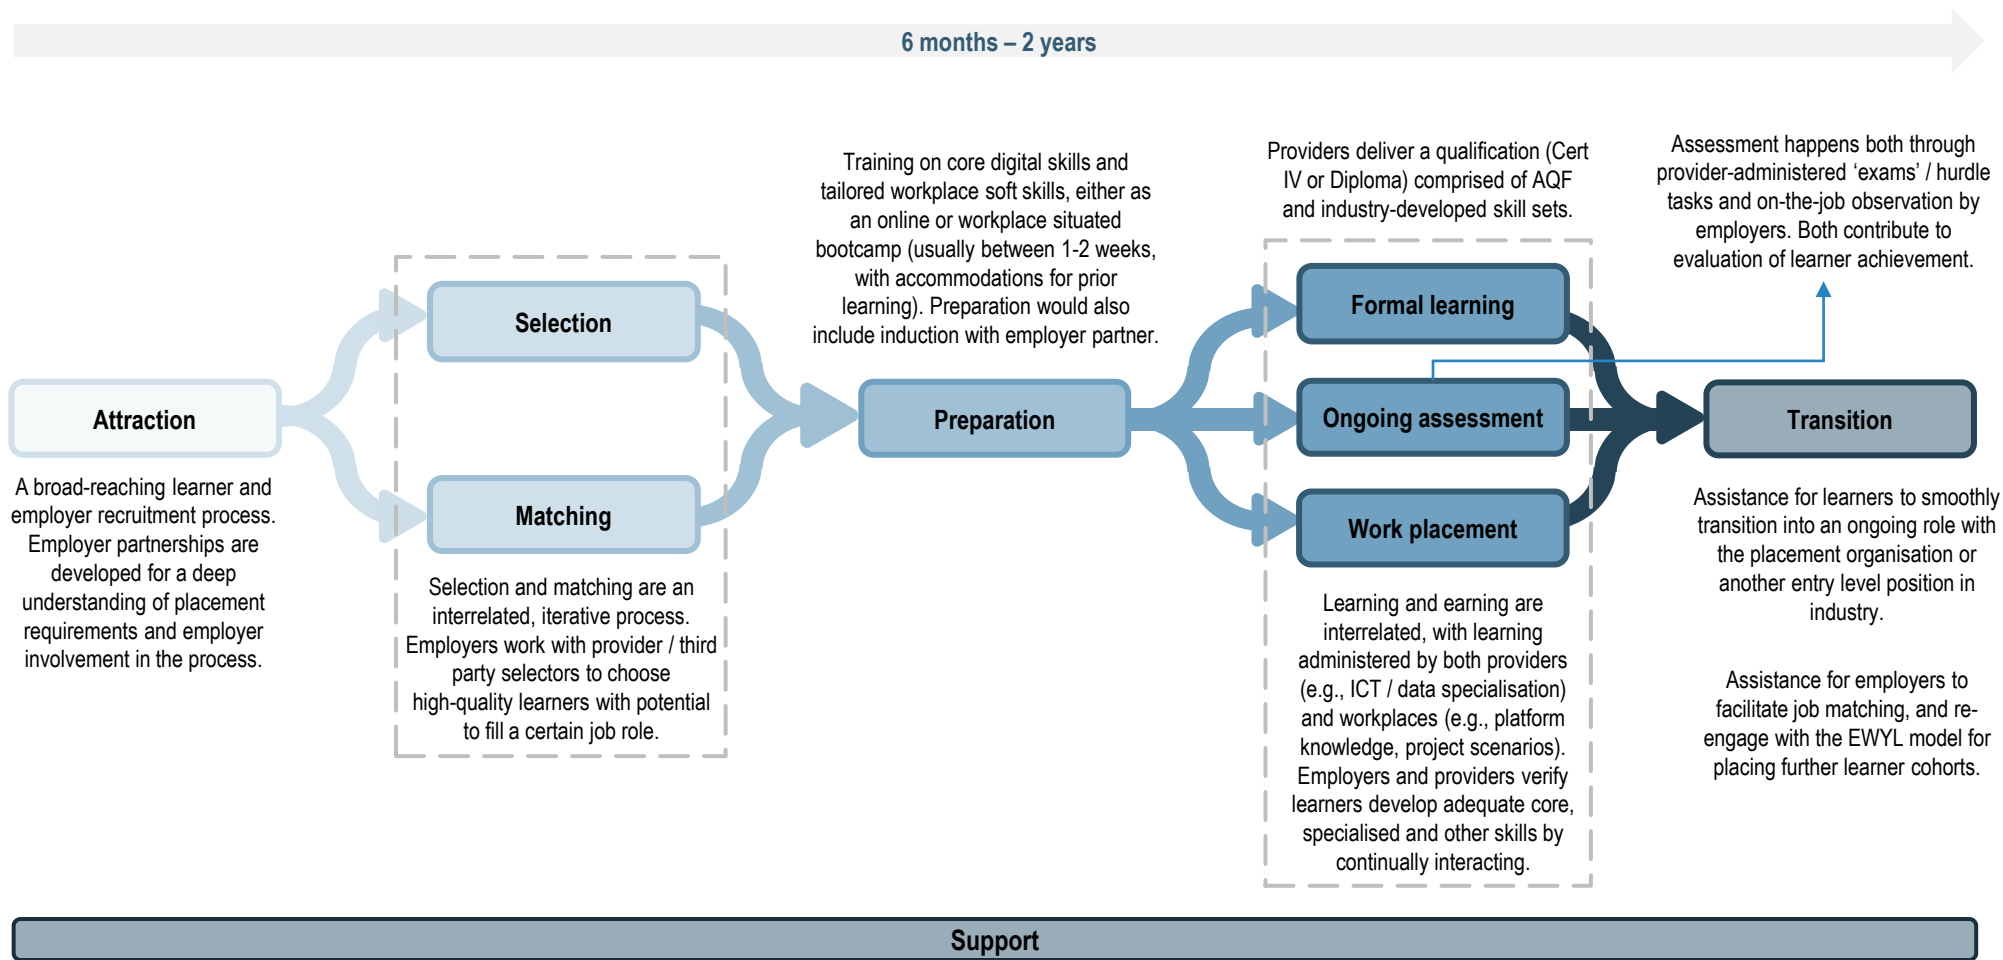 6 months – 2 years
Attraction
A broad-reaching learner and
employer recruitment process.
Employer partnerships are
developed for a deep
understanding of placement
requirements and employer
involvement in the process.
Selection
Matching
Selection and matching are an
interrelated, iterative process.
Employers work with provider / third
party selectors to choose
high-quality learners with potential
to fill a certain job role.
Training on core digital skills and
tailored workplace soft skills, either as
an online or workplace situated
bootcamp (usually between 1-2 weeks,
with accommodations for prior
learning). Preparation would also
include induction with employer partner.
Preparation
Providers deliver a qualification (Cert
IV or Diploma) comprised of AQF
and industry-developed skill sets.
Formal learning
Ongoing assessment
Work placement
Learning and earning are
interrelated, with learning
administered by both providers
(e.g., ICT / data specialisation)
and workplaces (e.g., platform
knowledge, project scenarios).
Employers and providers verify
learners develop adequate core,
specialised and other skills by
continually interacting.
Assessment happens both through
provider-administered ‘exams’ / hurdle
tasks and on-the-job observation by
employers. Both contribute to
evaluation of learner achievement.
Transition
Assistance for learners to smoothly
transition into an ongoing role with
the placement organisation or
another entry level position in
industry.
Assistance for employers to
facilitate job matching, and re-
engage with the EWYL model for
placing further learner cohorts.
Support